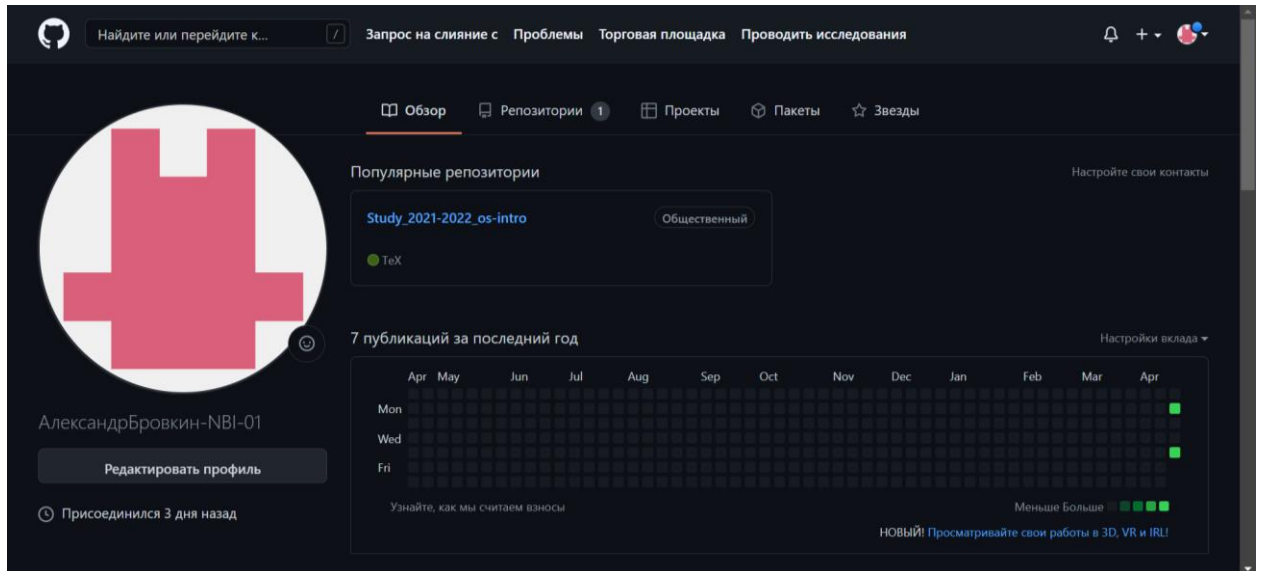 Найдите или перейдите к... / Запрос на слияние с Проблемы Торговая площадка Проводить исследования
Обзор Репозитории 1 Проекты Пакеты Звезды
Популярные репозитории Настройте свои контакты
Study_2021-2022_os-intro Общественный
TeX
7 публикаций за последний год Настройки вклада
Apr May Jun Jul Aug Sep Oct Nov Dec Jan Feb Mar Apr
Mon
Wed
Fri
Узнайте, как мы считаем взносы Меньше Больше
НОВЫЙ! Просматривайте свои работы в 3D, VR и IRL!
АлександрБровкин-NBI-01
Редактировать профиль
Присоединился 3 дня назад